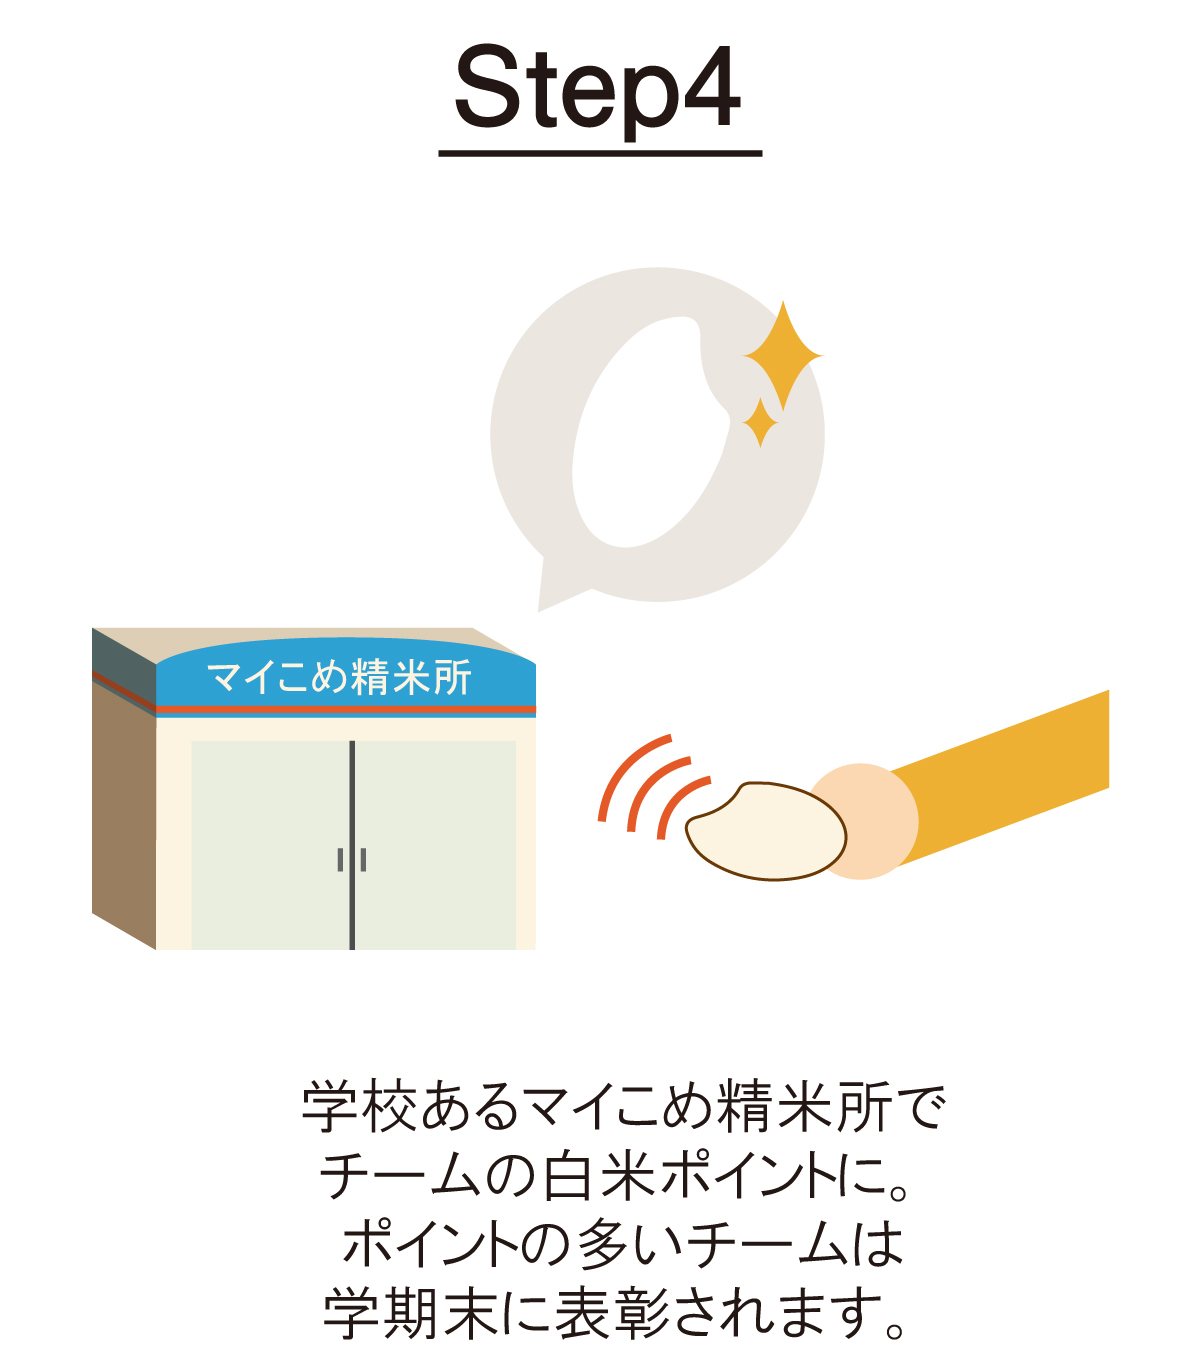 Step4
マイこめ精米所
学校あるマイこめ精米所で
チームの白米ポイントに。
ポイントの多いチームは
学期末に表彰されます。